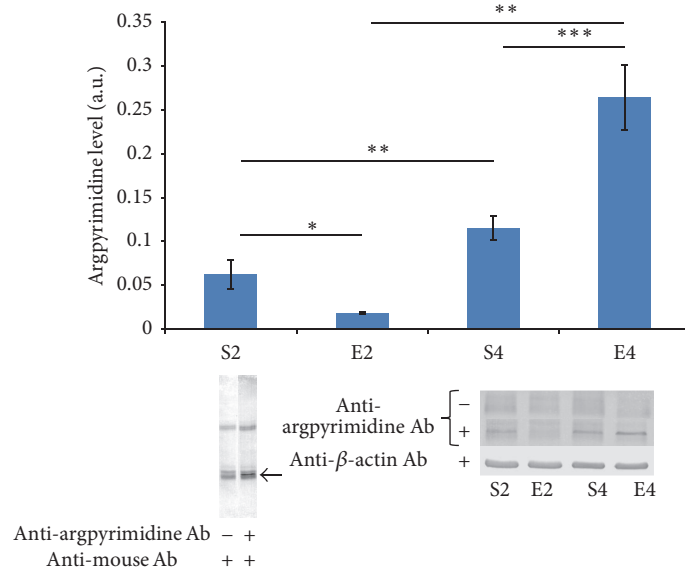 Argpyrimidine level (a.u.)
0.35
0.3
0.25
0.2
0.15
0.1
0.05
0
**
***
**
*
S2 E2 S4 E4
Anti-
argpyrimidine Ab
−
+
Anti-β-actin Ab +
S2 E2 S4 E4
Anti-argpyrimidine Ab − +
Anti-mouse Ab + +